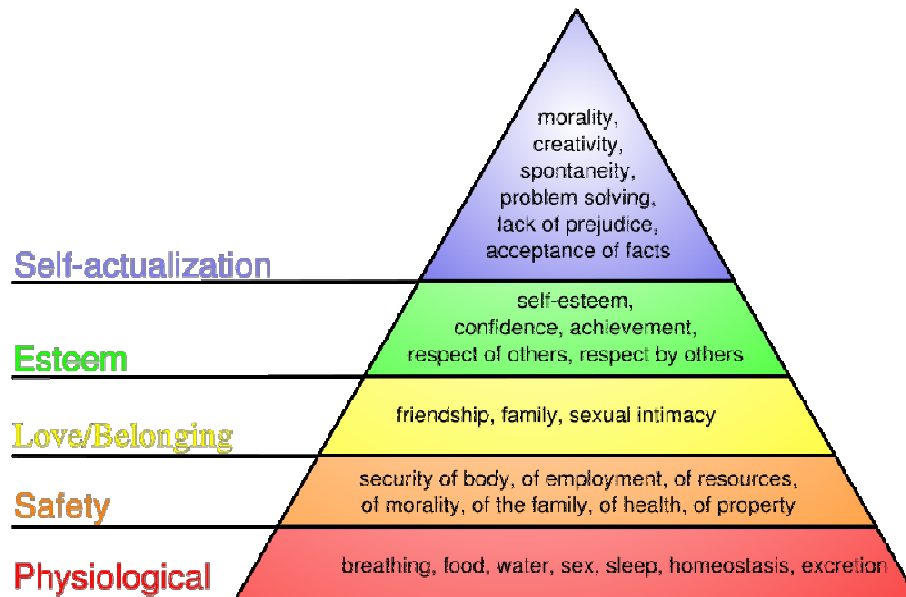 morality,
creativity,
spontaneity,
problem solving,
lack of prejudice,
acceptance of facts
Self-actualization
self-esteem,
confidence, achievement,
respect of others, respect by others
Esteem
friendship, family, sexual intimacy
Love/Belonging
security of body, of employment, of resources,
of morality, of the family, of health, of property
Safety
breathing, food, water, sex, sleep, homeostasis, excretion
Physiological